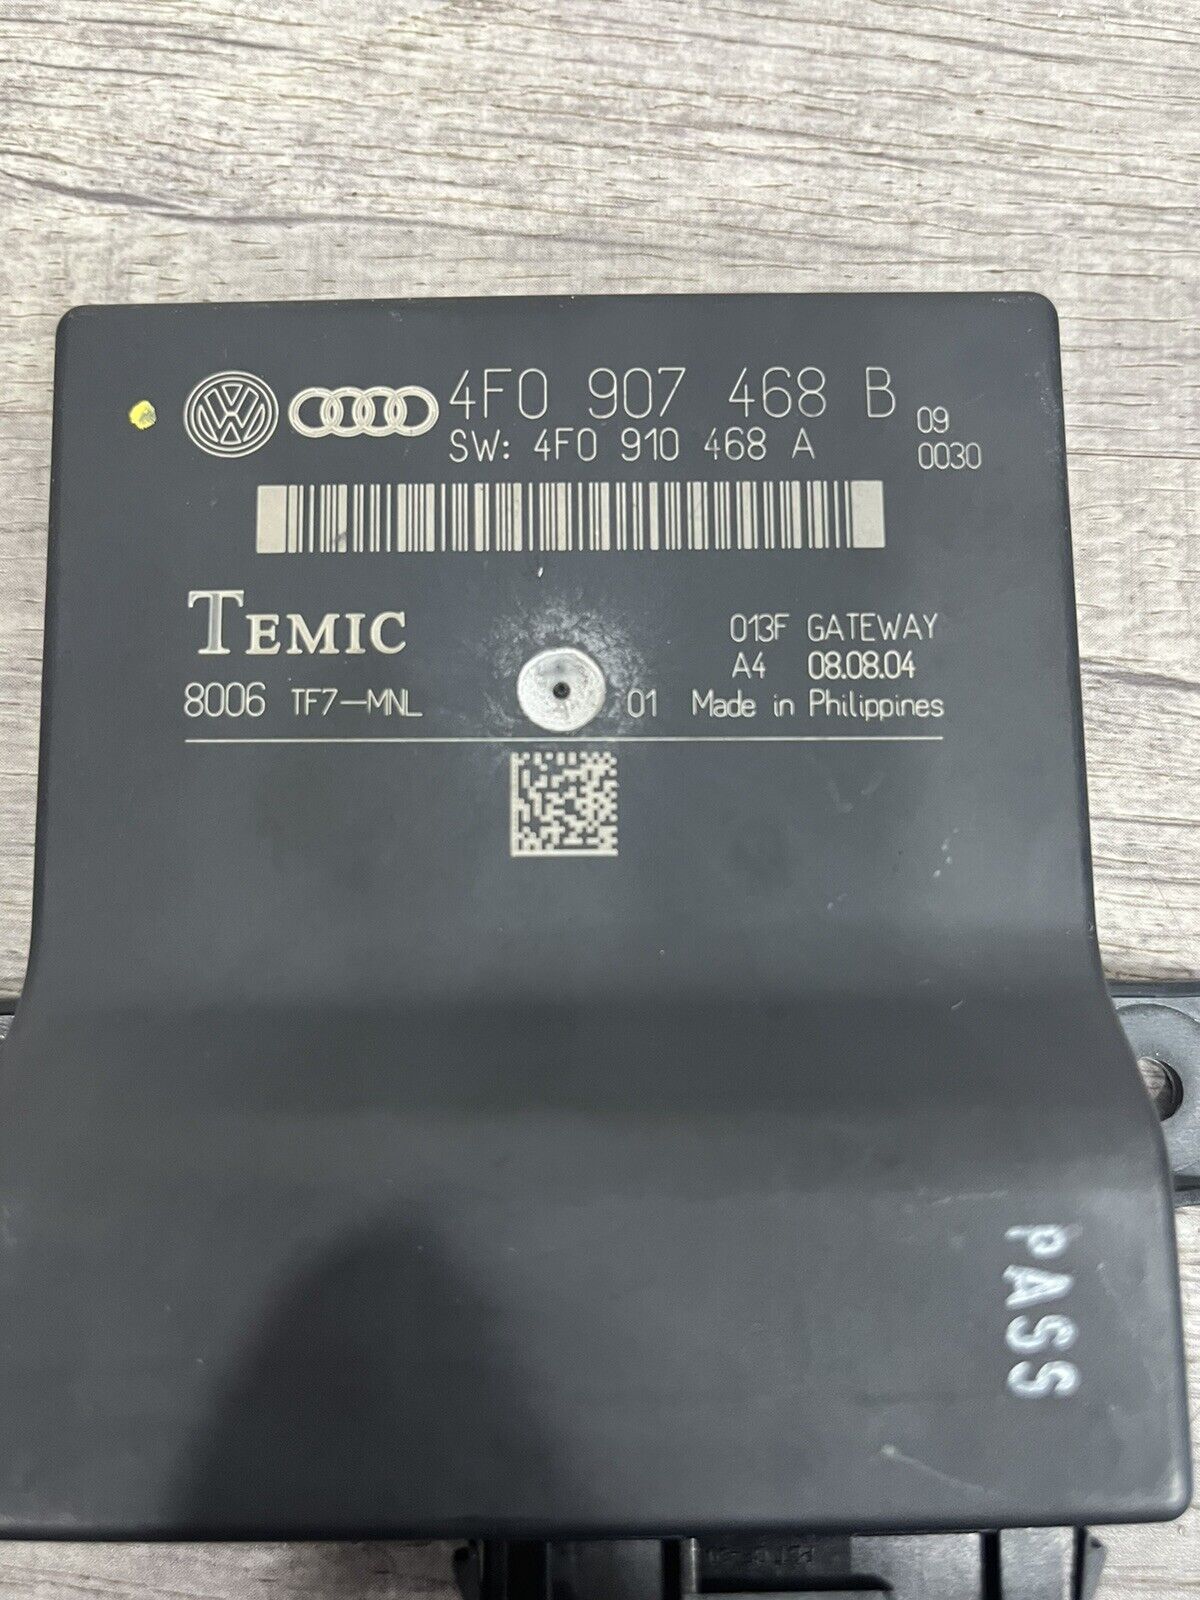 4F0 907 468 B 09
SW: 4F0 910 468 A 0030
TEMIC
013F GATEWAY
A4 08.08.04
8006 TF7-MNL 01 Made in Philippines
PASS